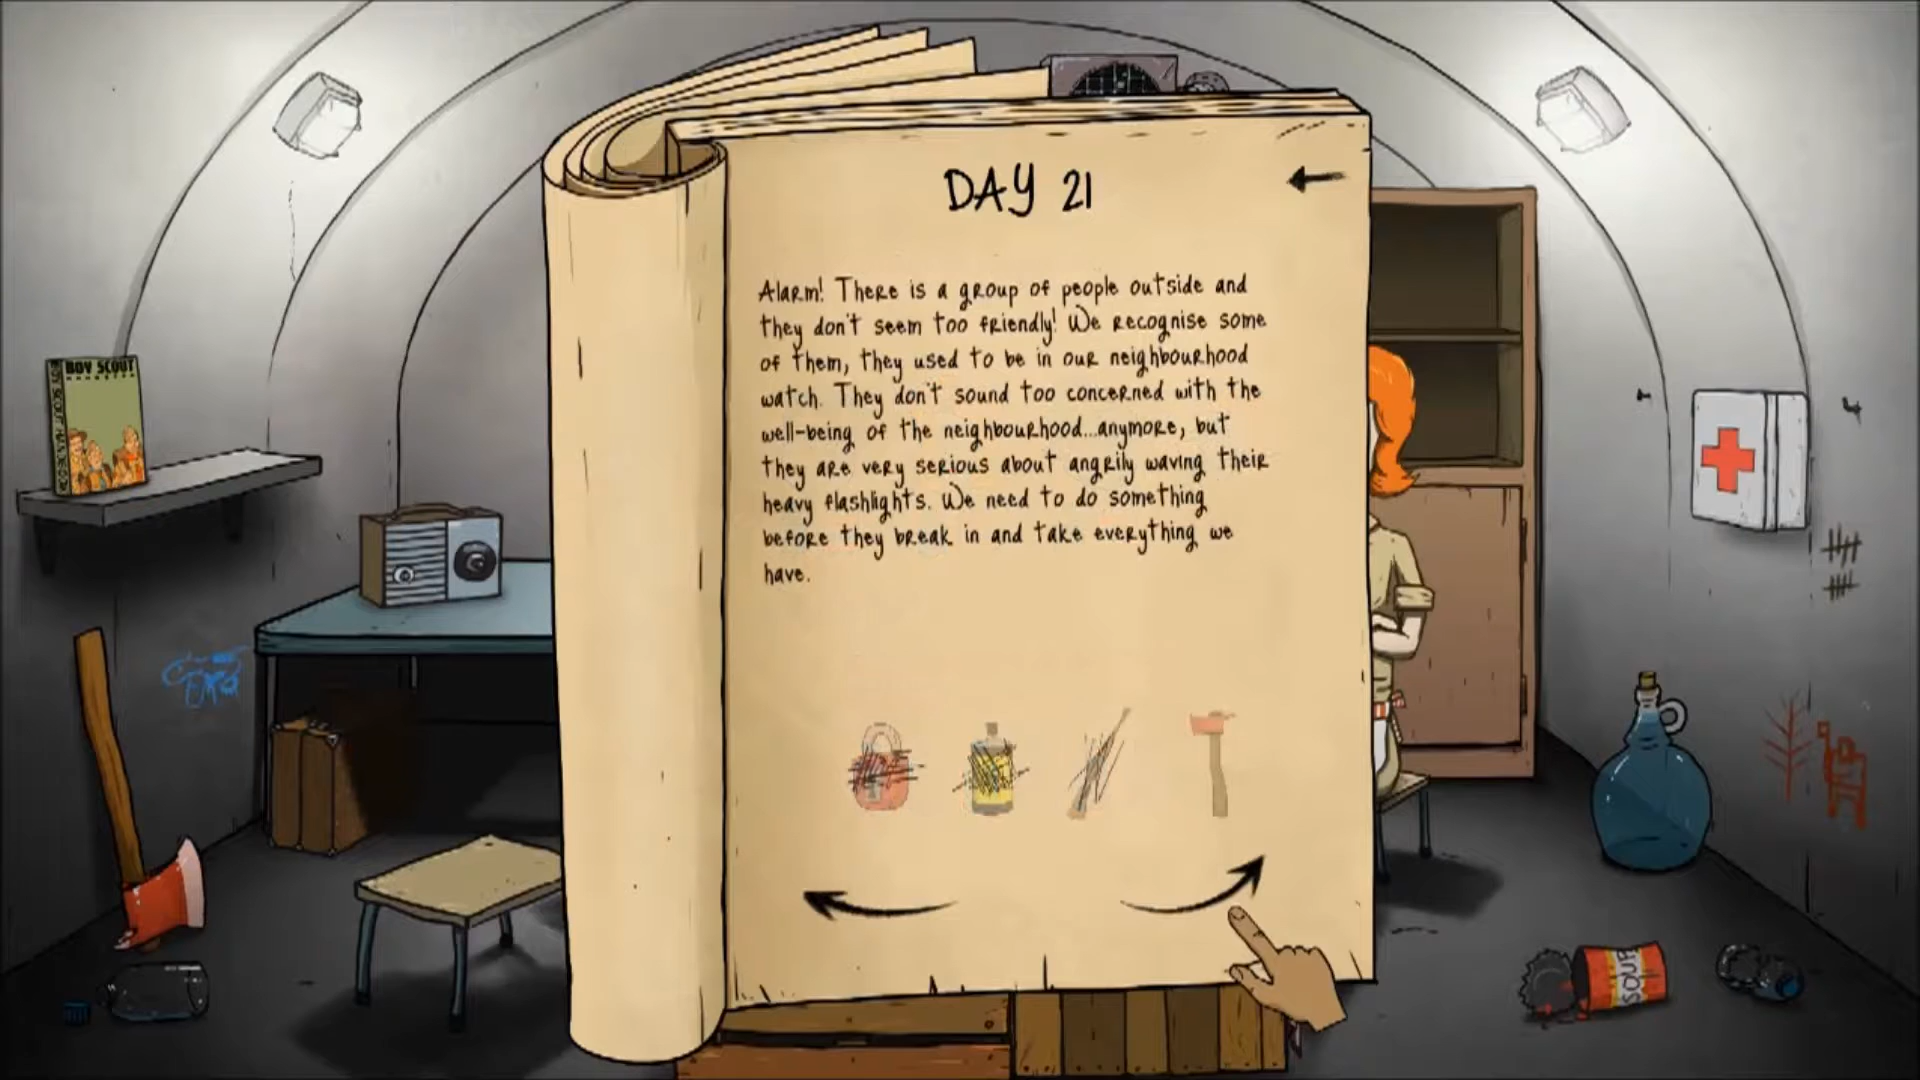 DAY 21
Alarm! There is a group of people outside and
they don't seem too friendly! We recognise some
of them, they used to be in our neighbourhood
watch. They don't sound too concerned with the
well-being of the neighbourhood...anymore, but
they are very serious about angrily waving their
heavy flashlights. We need to do something
before they break in and take everything we
have.
BOY SCOUT
SOUP